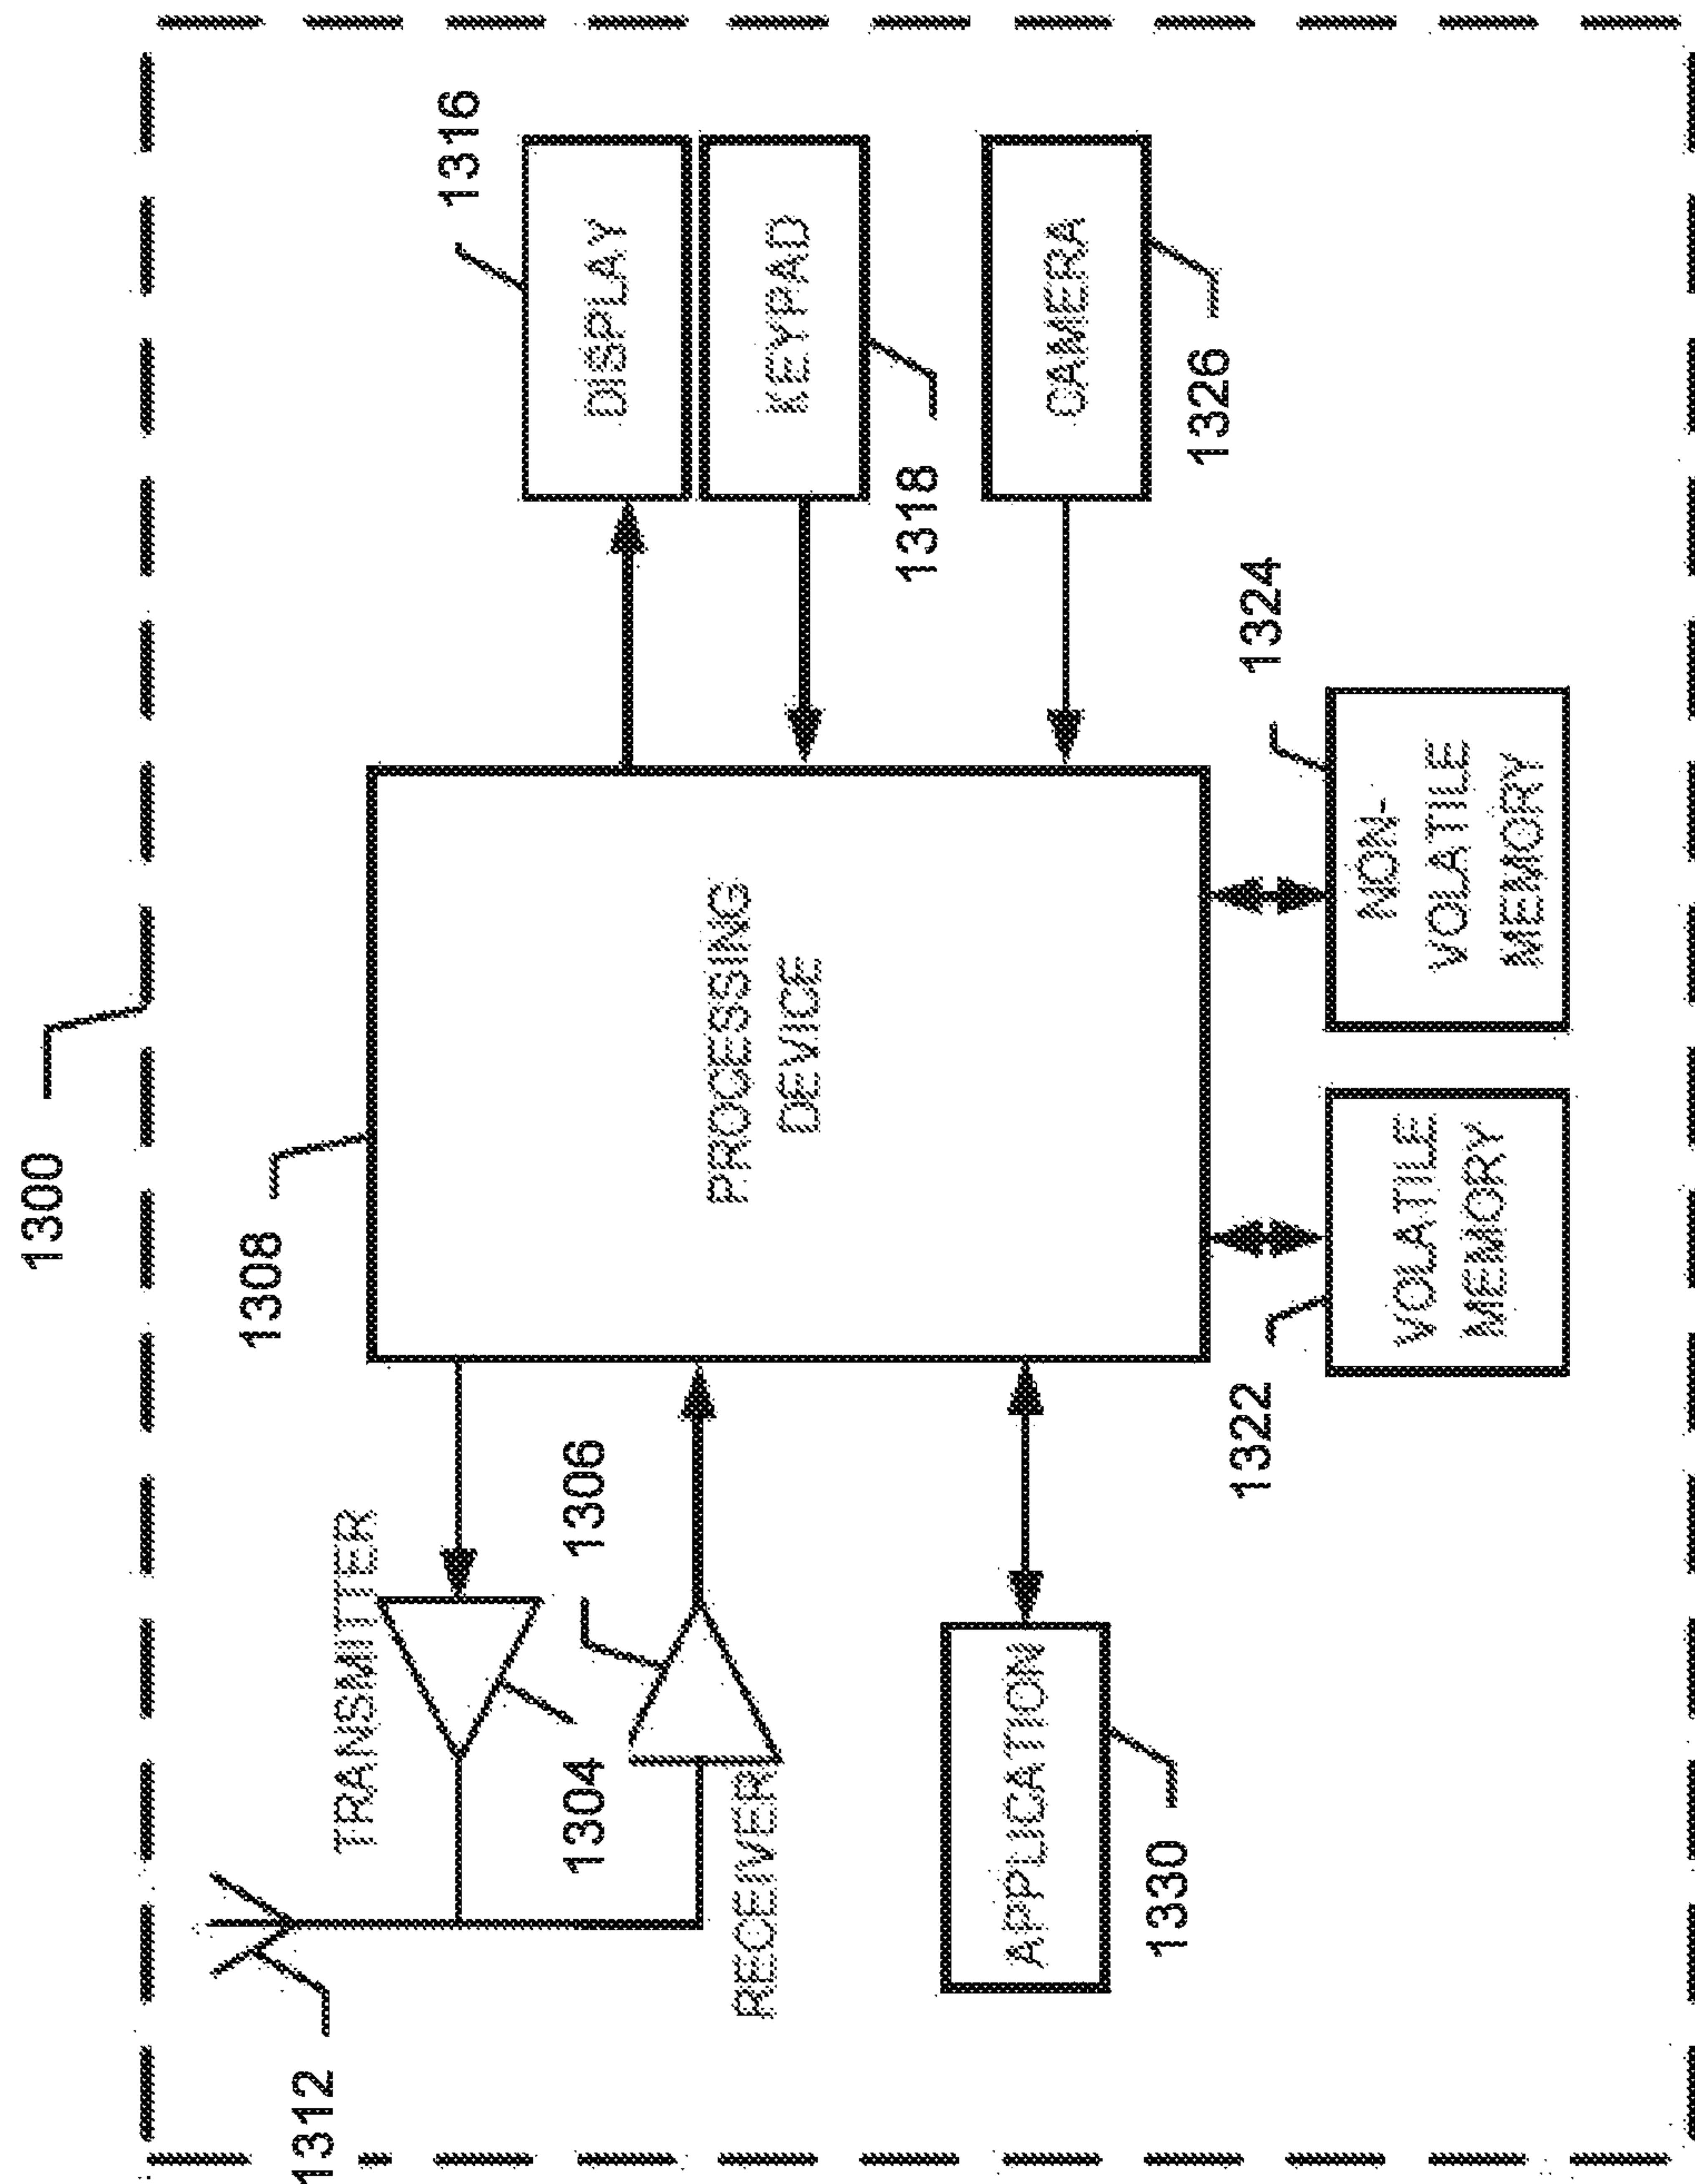 1300
1312
TRANSMITTER
1304
1306
RECEIVER
1308
PROCESSING
DEVICE
1316
DISPLAY
KEYPAD
1318
CAMERA
1326
APPLICATION
1330
1322
VOLATILE
MEMORY
1324
NON-
VOLATILE
MEMORY